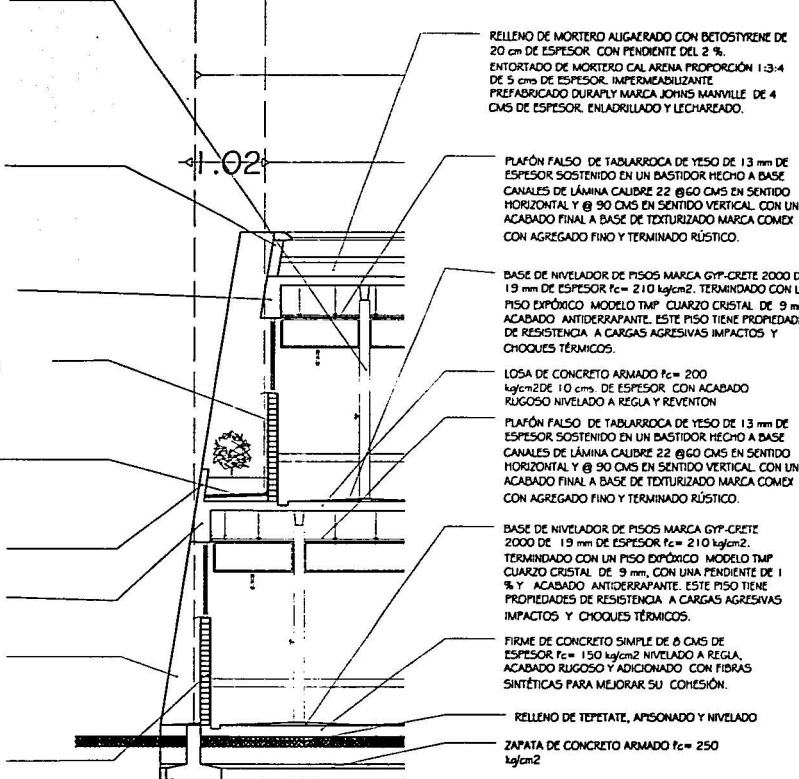 RELLENO DE MORTERO ALIGAERADO CON BETOSTYRENE DE
20 cm DE ESPESOR CON PENDIENTE DEL 2 %.
ENTORTADO DE MORTERO CAL ARENA PROPORCIÓN 1:3:4
DE 5 cms DE ESPESOR. IMPERMEABILIZANTE
PREFABRICADO DURAPLY MARCA JOHNS MANVILLE DE 4
CMS DE ESPESOR. ENLADRILLADO Y LECHAREADO.
1.02
PLAFÓN FALSO DE TABLARROCA DE YESO DE 13 mm DE
ESPESOR SOSTENIDO EN UN BASTIDOR HECHO A BASE
CANALES DE LÁMINA CALIBRE 22 @60 CMS EN SENTIDO
HORIZONTAL Y @ 90 CMS EN SENTIDO VERTICAL. CON UN
ACABADO FINAL A BASE DE TEXTURIZADO MARCA COMEX
CON AGREGADO FINO Y TERMINADO RÚSTICO.
BASE DE NIVELADOR DE PISOS MARCA GYP-CRETE 2000 D
19 mm DE ESPESOR f'c= 210 kg/cm2. TERMINDADO CON U
PISO EXPÓXICO MODELO TMP CUARZO CRISTAL DE 9 m
ACABADO ANTIDERRAPANTE. ESTE PISO TIENE PROPIEDAD
DE RESISTENCIA A CARGAS AGRESIVAS IMPACTOS Y
CHOQUES TÉRMICOS.
LOSA DE CONCRETO ARMADO f'c= 200
kg/cm2DE 10 cms. DE ESPESOR CON ACABADO
RUGOSO NIVELADO A REGLA Y REVENTON
PLAFÓN FALSO DE TABLARROCA DE YESO DE 13 mm DE
ESPESOR SOSTENIDO EN UN BASTIDOR HECHO A BASE
CANALES DE LÁMINA CALIBRE 22 @60 CMS EN SENTIDO
HORIZONTAL Y @ 90 CMS EN SENTIDO VERTICAL. CON UN
ACABADO FINAL A BASE DE TEXTURIZADO MARCA COMEX
CON AGREGADO FINO Y TERMINADO RÚSTICO.
BASE DE NIVELADOR DE PISOS MARCA GYP-CRETE
2000 DE 19 mm DE ESPESOR f'c= 210 kg/cm2.
TERMINDADO CON UN PISO EXPÓXICO MODELO TMP
CUARZO CRISTAL DE 9 mm, CON UNA PENDIENTE DE 1
% Y ACABADO ANTIDERRAPANTE. ESTE PISO TIENE
PROPIEDADES DE RESISTENCIA A CARGAS AGRESIVAS
IMPACTOS Y CHOQUES TÉRMICOS.
FIRME DE CONCRETO SIMPLE DE 8 CMS DE
ESPESOR f'c= 150 kg/cm2 NIVELADO A REGLA,
ACABADO RUGOSO Y ADICIONADO CON FIBRAS
SINTÉTICAS PARA MEJORAR SU COHESIÓN.
RELLENO DE TEPETATE, APISONADO Y NIVELADO
ZAPATA DE CONCRETO ARMADO f'c= 250
kg/cm2